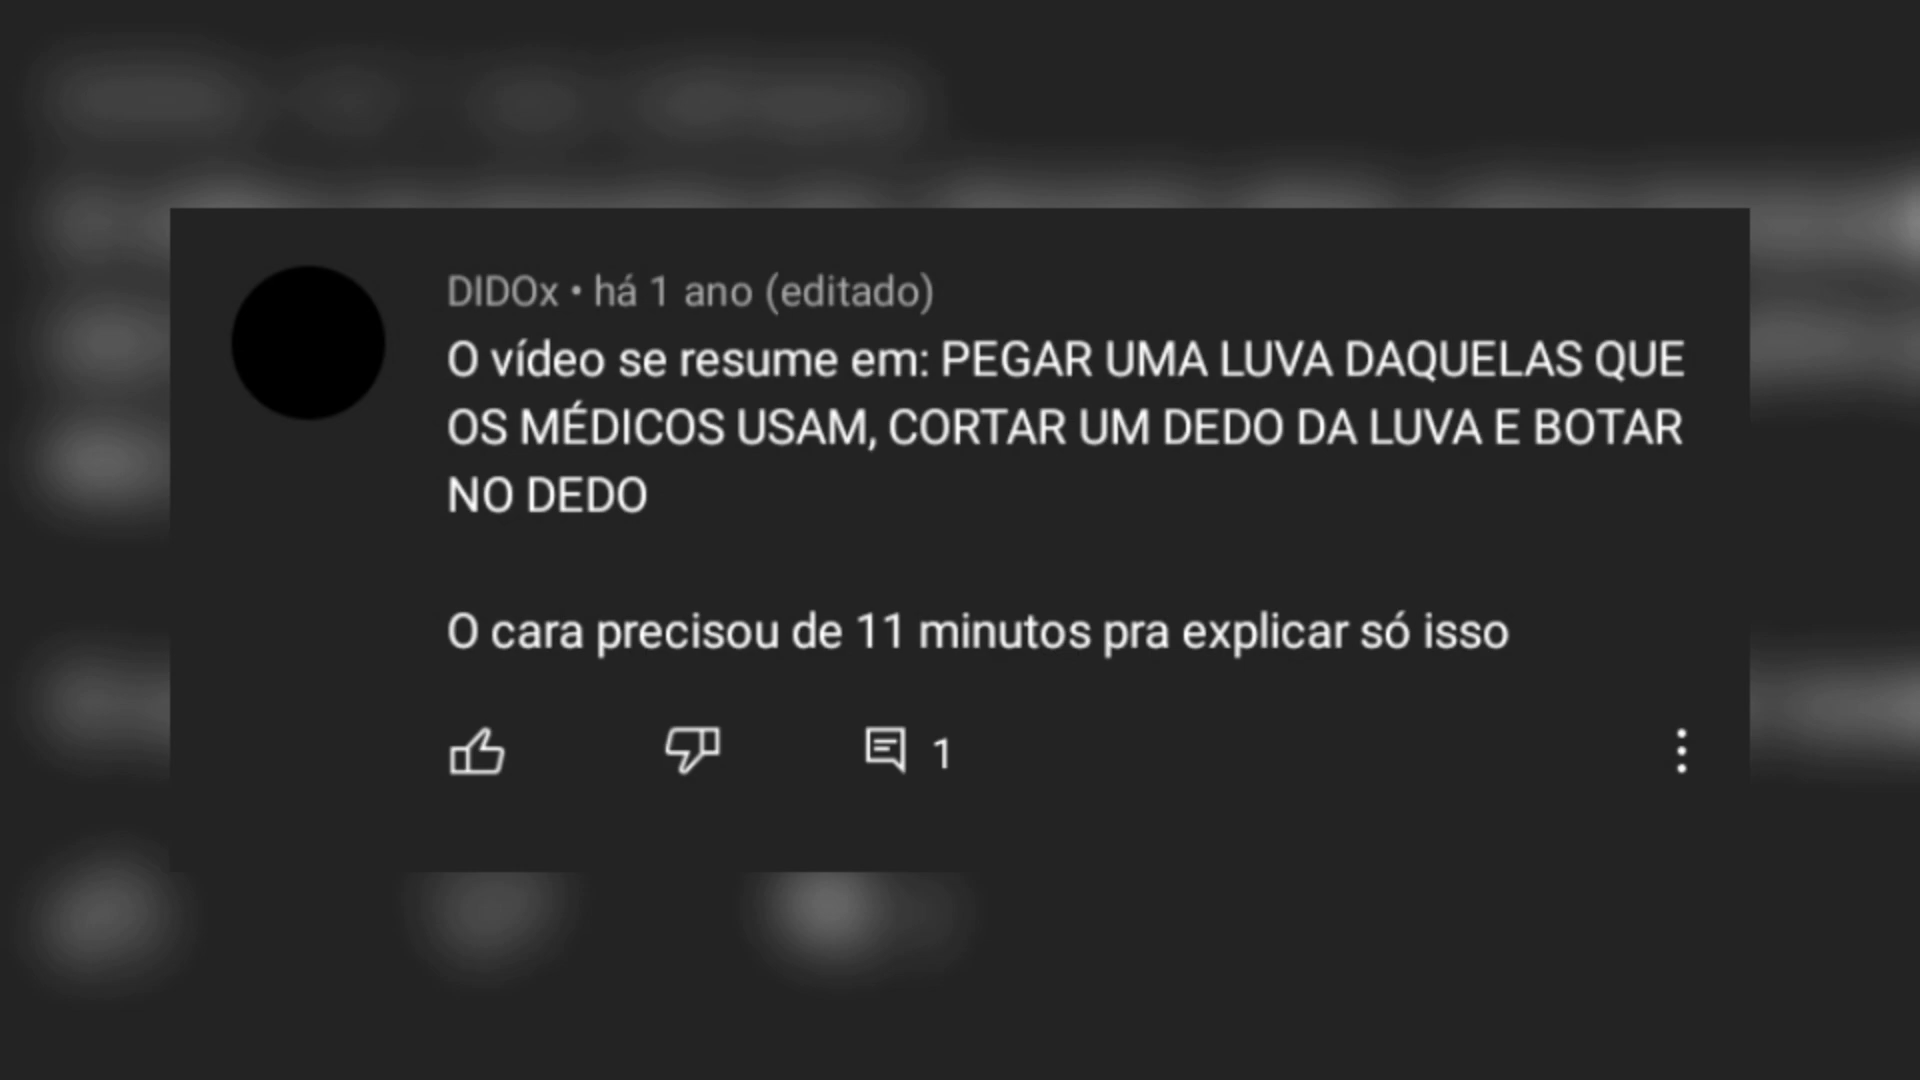 DIDOx • há 1 ano (editado)
O vídeo se resume em: PEGAR UMA LUVA DAQUELAS QUE
OS MÉDICOS USAM, CORTAR UM DEDO DA LUVA E BOTAR
NO DEDO
O cara precisou de 11 minutos pra explicar só isso
1